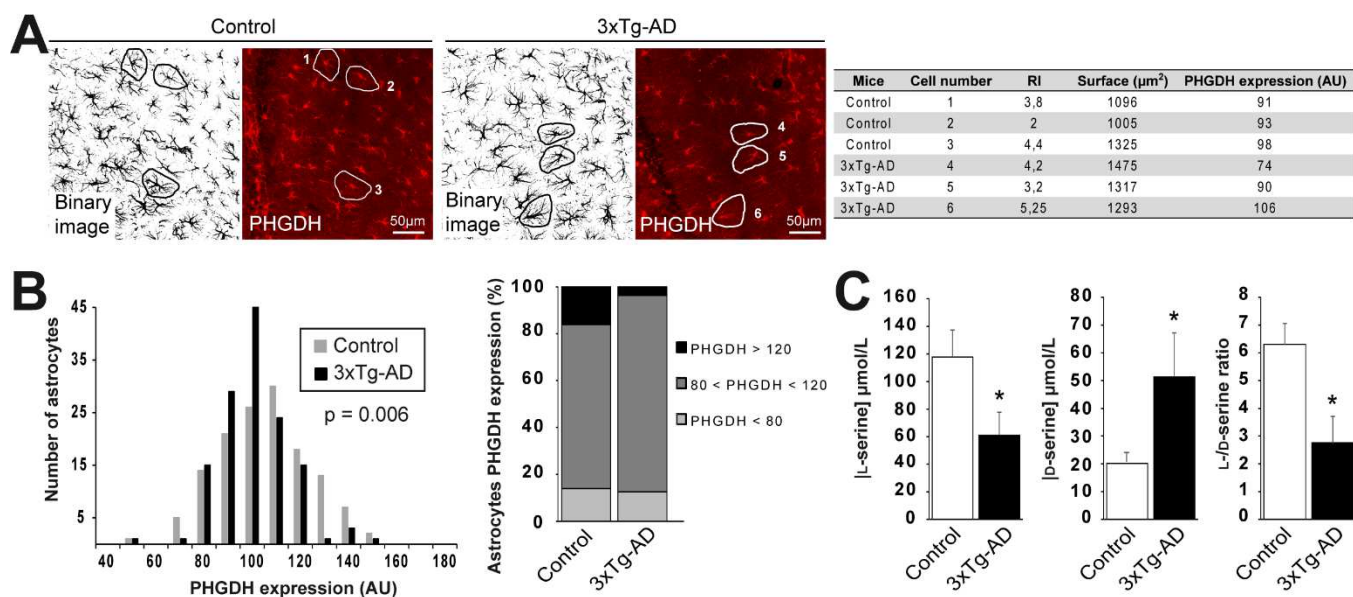 A
Control
3xTg-AD
1
2
3
Binary
image
PHGDH
50µm
4
5
6
Binary
image
PHGDH
50µm
Mice Cell number RI Surface (µm²) PHGDH expression (AU)
Control 1 3,8 1096 91
Control 2 2 1005 93
Control 3 4,4 1325 98
3xTg-AD 4 4,2 1475 74
3xTg-AD 5 3,2 1317 90
3xTg-AD 6 5,25 1293 106
B
Number of astrocytes
45
35
25
15
5
Control
3xTg-AD
p = 0.006
40 60 80 100 120 140 160 180
PHGDH expression (AU)
Astrocytes PHGDH expression (%)
100
80
60
40
20
0
Control
3xTg-AD
PHGDH > 120
80 < PHGDH < 120
PHGDH < 80
C
|L-serine] µmol/L
160
140
120
100
80
60
40
20
0
*
Control
3xTg-AD
|D-serine] µmol/L
80
70
60
50
40
30
20
10
0
*
Control
3xTg-AD
L-/D-serine ratio
8
7
6
5
4
3
2
1
0
*
Control
3xTg-AD